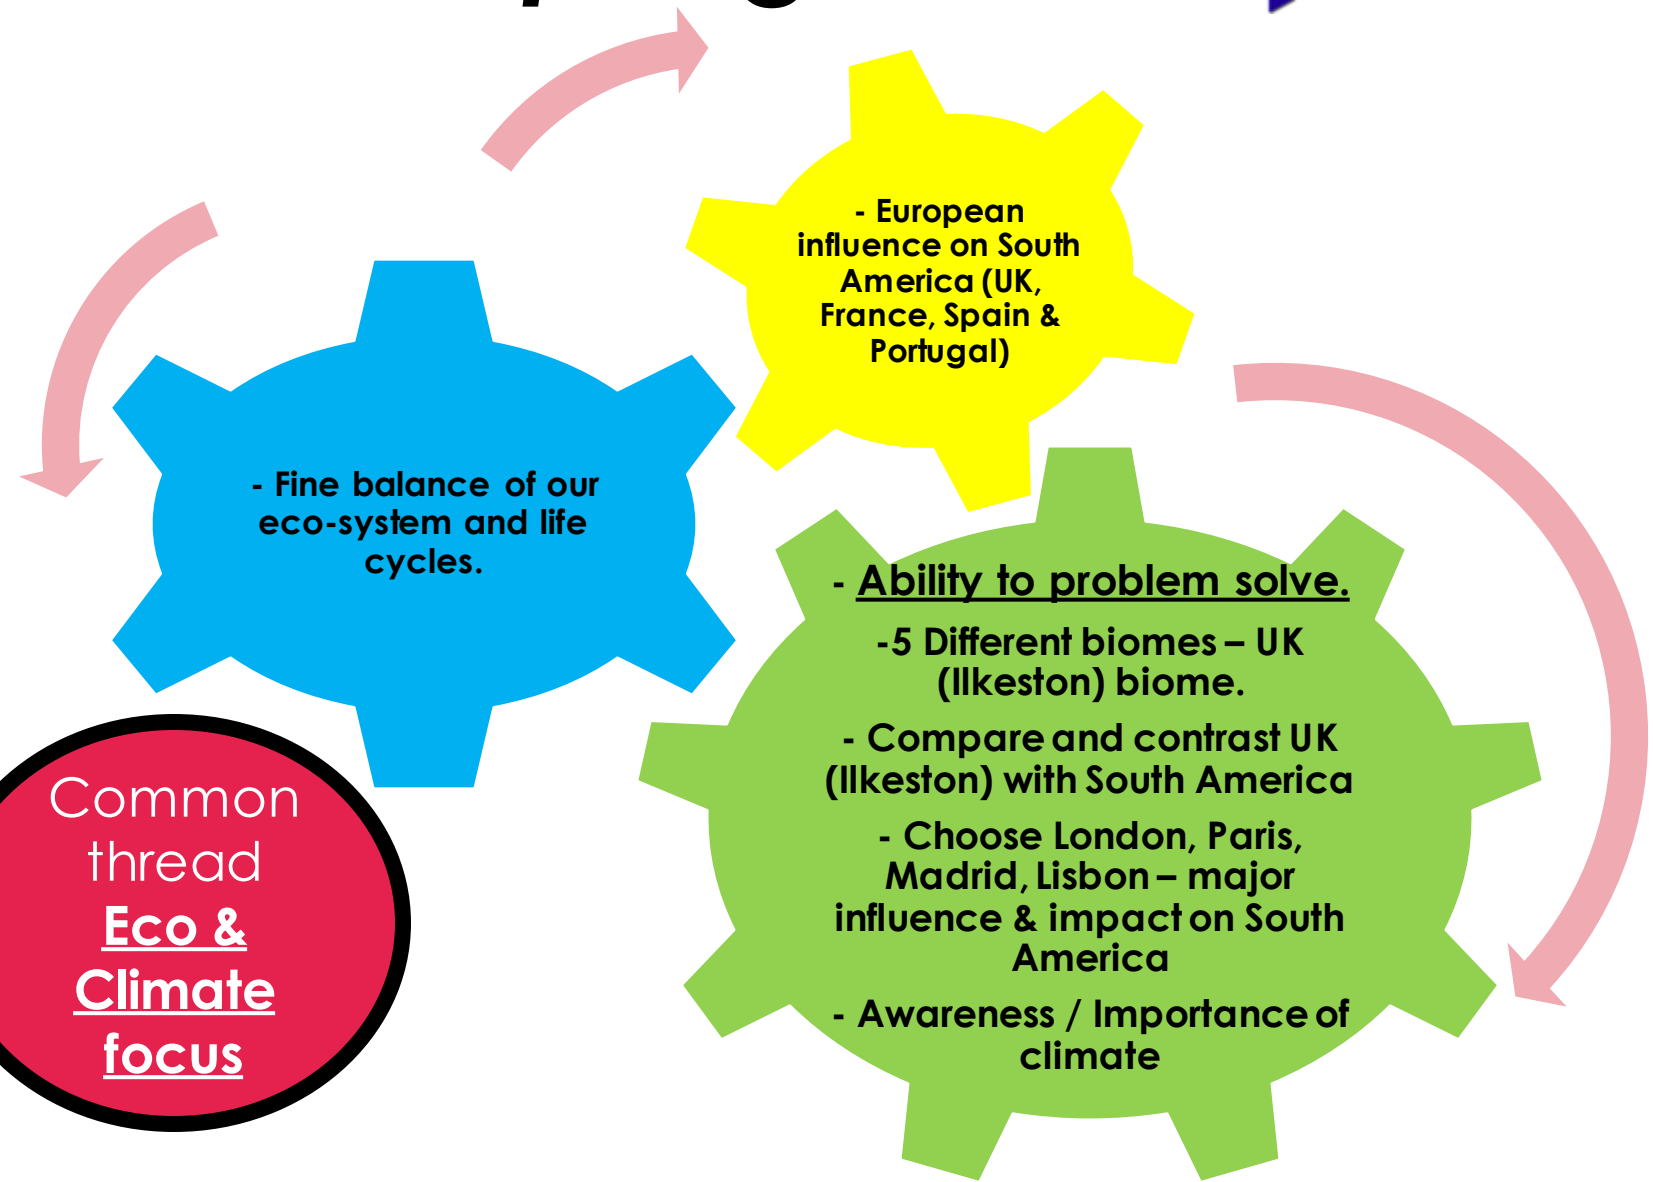 - European
influence on South
America (UK,
France, Spain &
Portugal)
- Fine balance of our
eco-system and life
cycles.
- Ability to problem solve.
-5 Different biomes – UK
(Ilkeston) biome.
- Compare and contrast UK
(Ilkeston) with South America
- Choose London, Paris,
Madrid, Lisbon – major
influence & impact on South
America
- Awareness / Importance of
climate
Common
thread
Eco &
Climate
focus